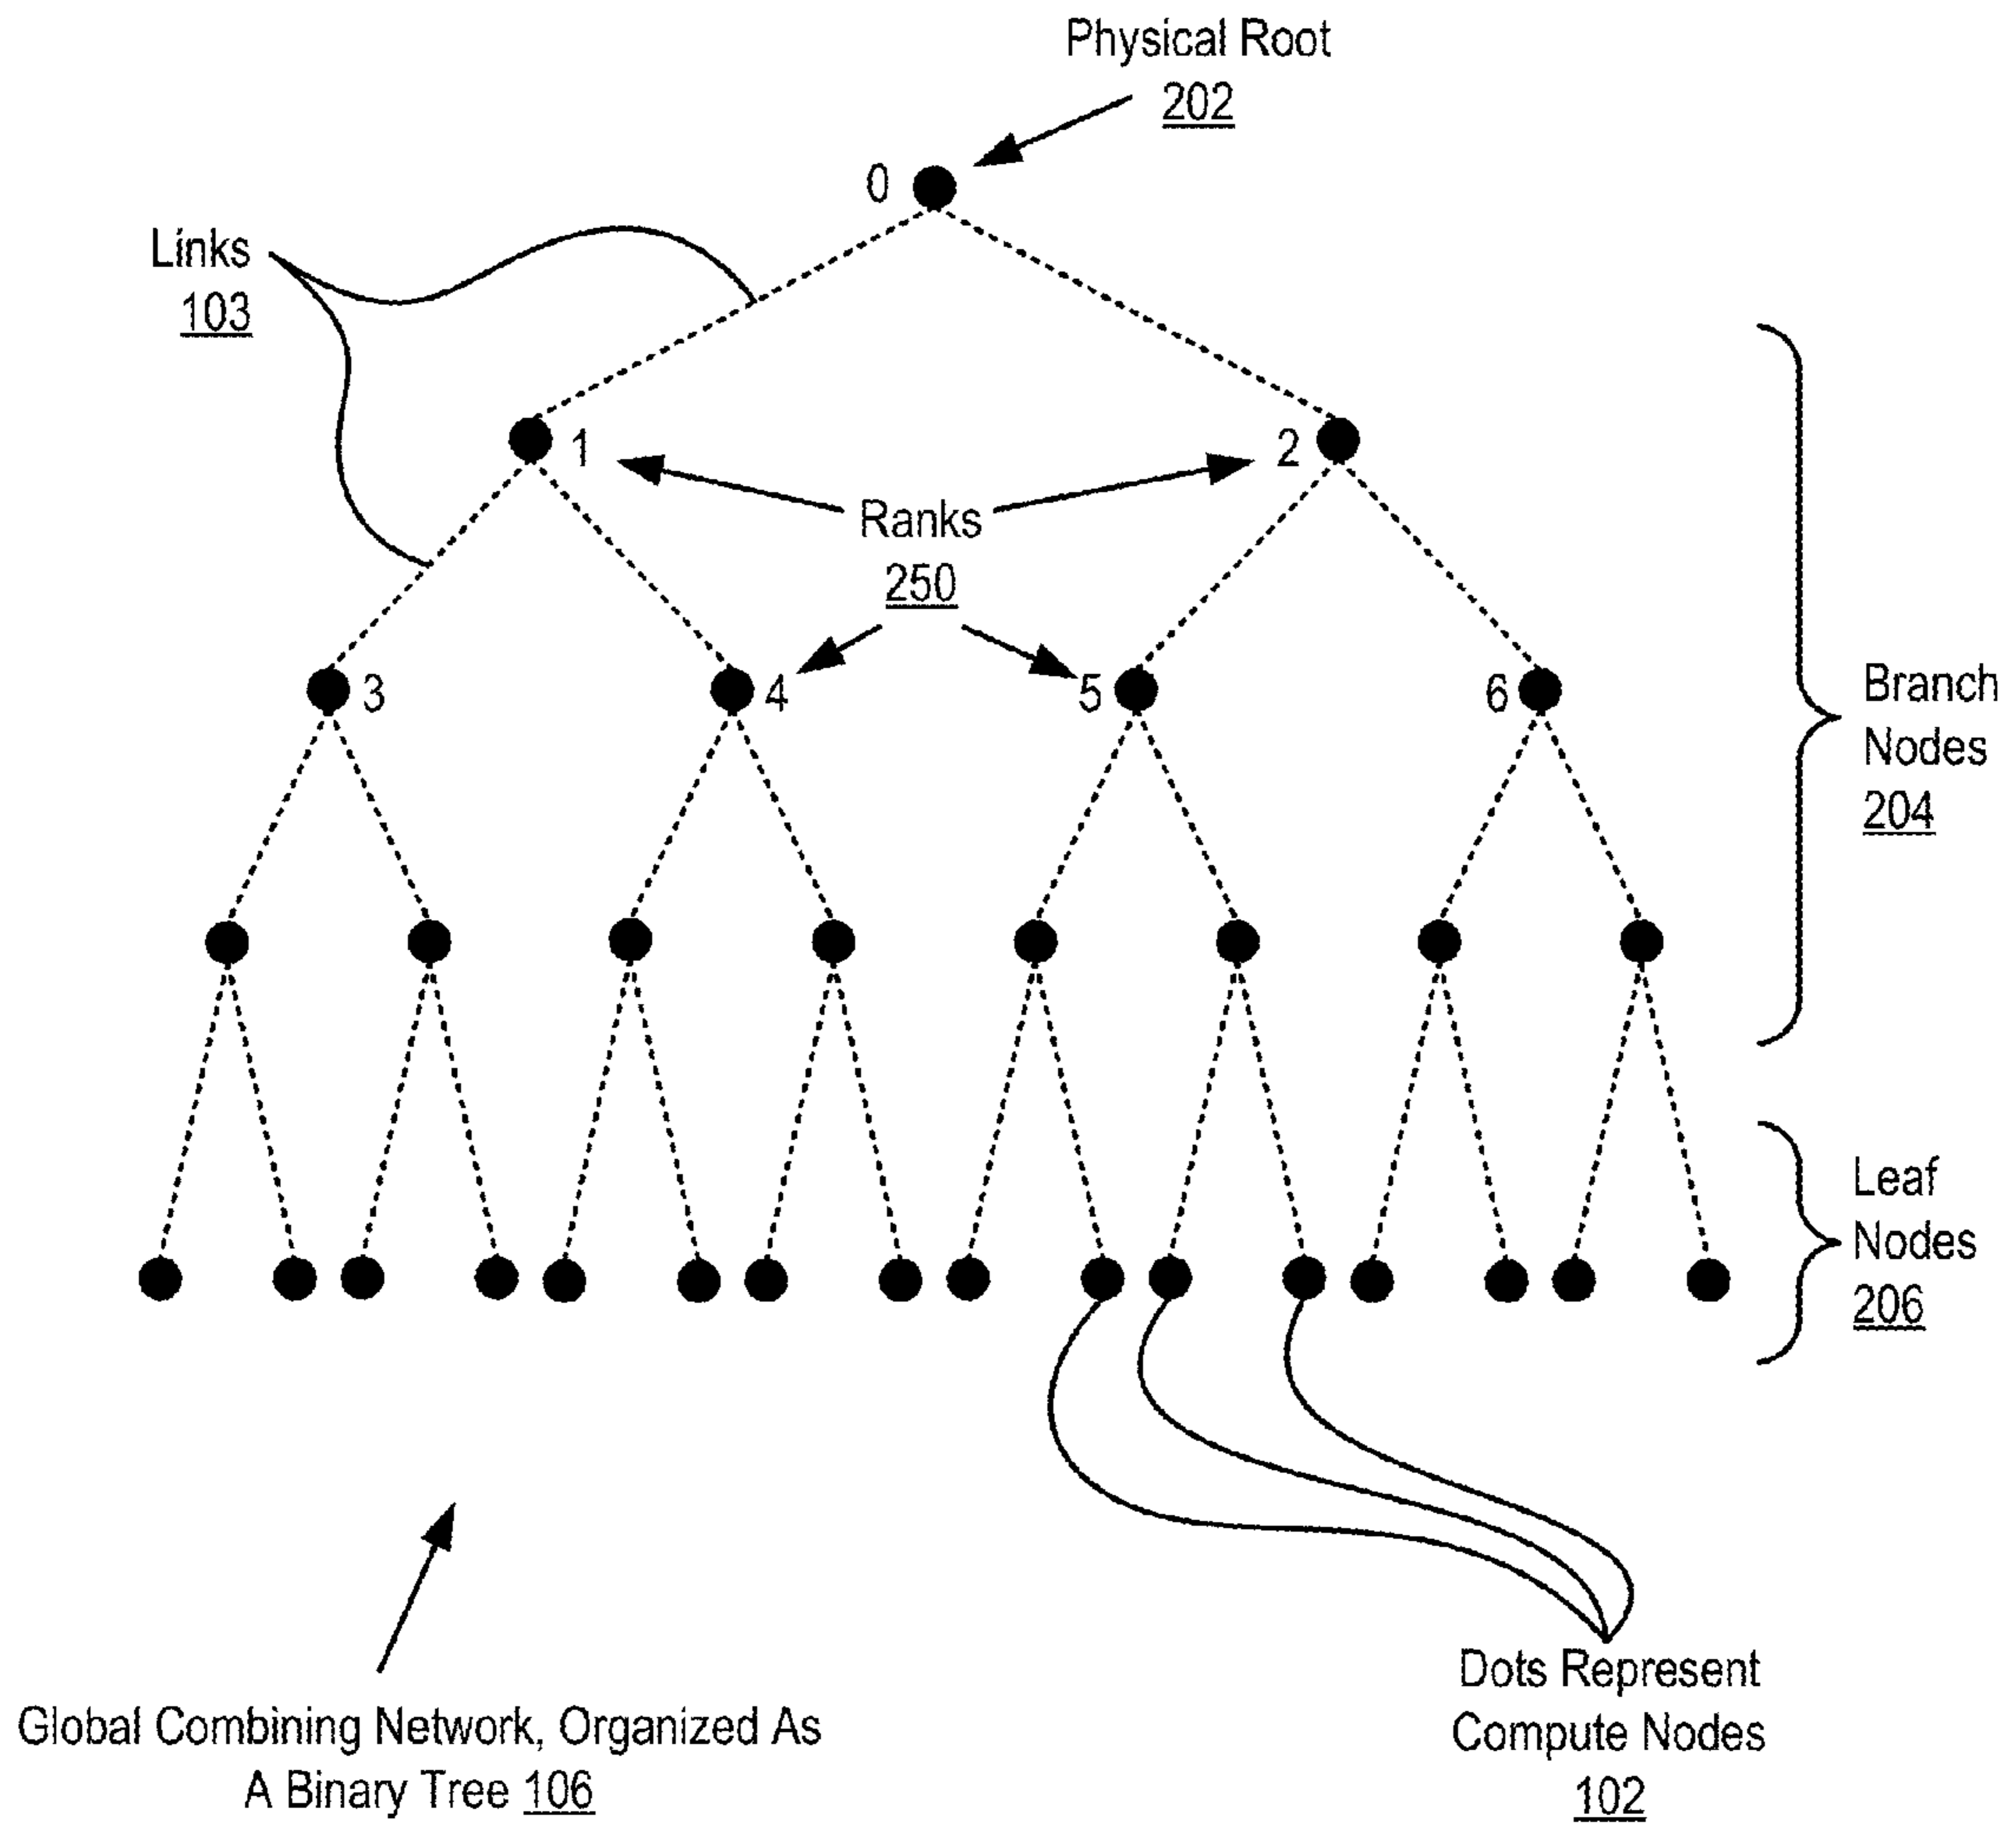 Physical Root
202
0
Links
103
1
2
Ranks
250
3
4
5
6
Branch
Nodes
204
Leaf
Nodes
206
Global Combining Network, Organized As
A Binary Tree 106
Dots Represent
Compute Nodes
102